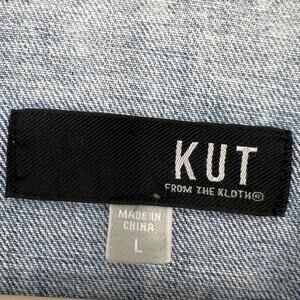 KUT
FROM THE KLOTH®
MADE IN
CHINA
L